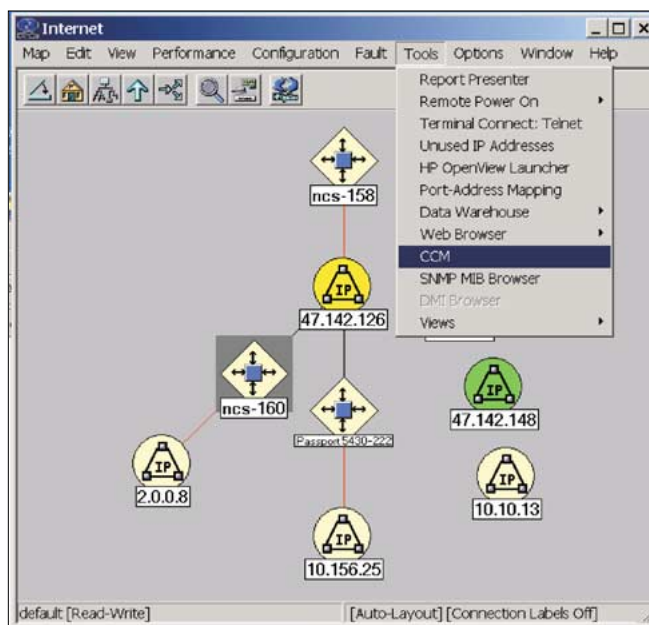 Internet
Map Edit View Performance Configuration Fault Tools Options Window Help
Report Presenter
Remote Power On
Terminal Connect: Telnet
Unused IP Addresses
HP OpenView Launcher
Port-Address Mapping
Data Warehouse
Web Browser
CCM
SNMP MIB Browser
DMI Browser
Views
ncs-158
IP
47.142.126
ncs-160
Passport 5430-222
IP
47.142.148
IP
2.0.0.8
IP
10.10.13
IP
10.156.25
default [Read-Write]
[Auto-Layout] [Connection Labels Off]